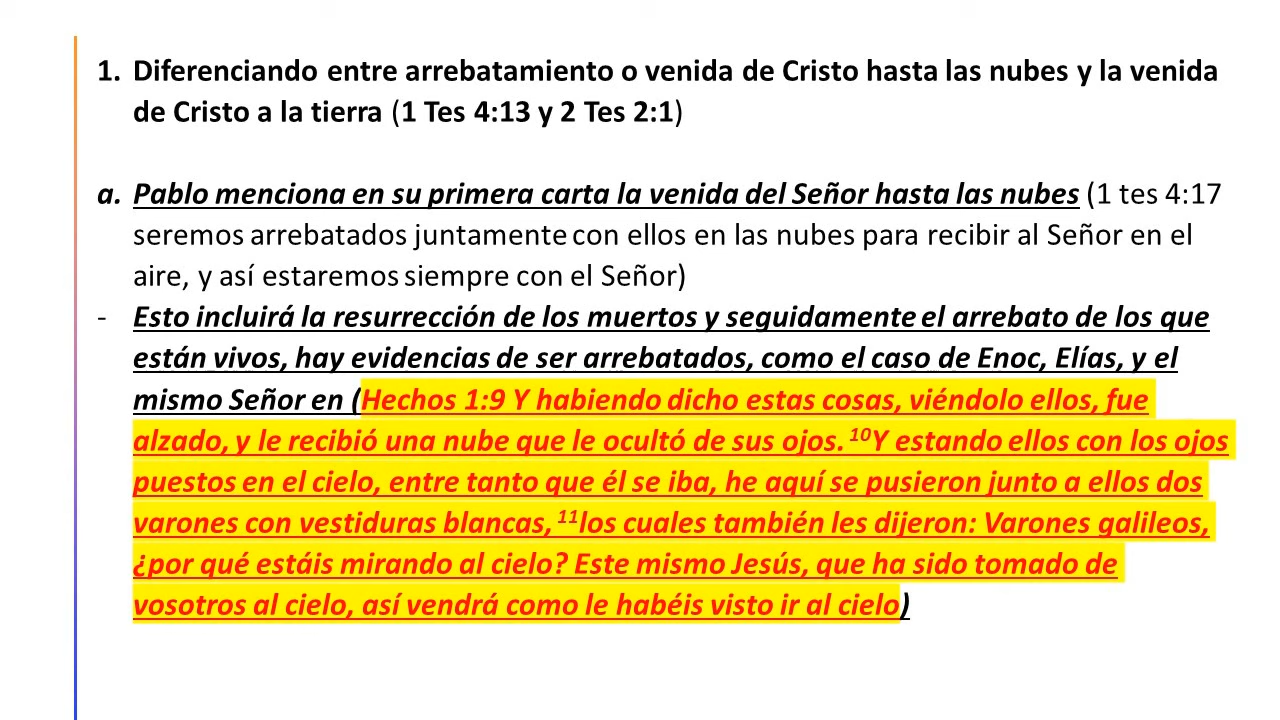 1. Diferenciando entre arrebatamiento o venida de Cristo hasta las nubes y la venida
de Cristo a la tierra (1 Tes 4:13 y 2 Tes 2:1)
a. Pablo menciona en su primera carta la venida del Señor hasta las nubes (1 tes 4:17
seremos arrebatados juntamente con ellos en las nubes para recibir al Señor en el
aire, y así estaremos siempre con el Señor)
- Esto incluirá la resurrección de los muertos y seguidamente el arrebato de los que
están vivos, hay evidencias de ser arrebatados, como el caso de Enoc, Elías, y el
mismo Señor en (Hechos 1:9 Y habiendo dicho estas cosas, viéndolo ellos, fue
alzado, y le recibió una nube que le ocultó de sus ojos. 10Y estando ellos con los ojos
puestos en el cielo, entre tanto que él se iba, he aquí se pusieron junto a ellos dos
varones con vestiduras blancas, 11los cuales también les dijeron: Varones galileos,
¿por qué estáis mirando al cielo? Este mismo Jesús, que ha sido tomado de
vosotros al cielo, así vendrá como le habéis visto ir al cielo)